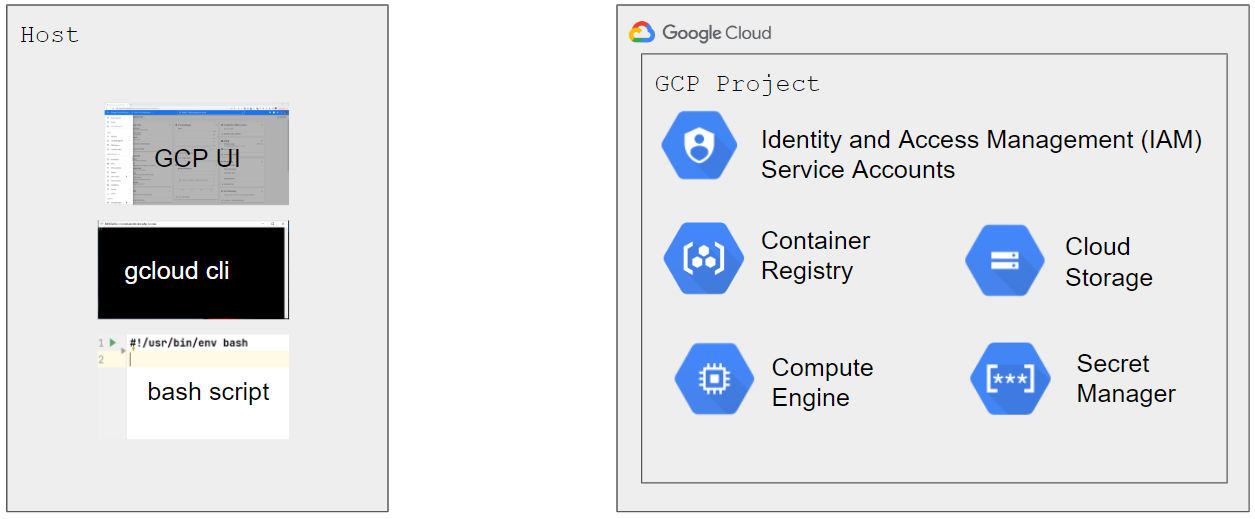 Host
GCP UI
gcloud cli
1 #!/usr/bin/env bash
2
bash script
Google Cloud
GCP Project
Identity and Access Management (IAM)
Service Accounts
Container
Registry
Cloud
Storage
Compute
Engine
Secret
Manager